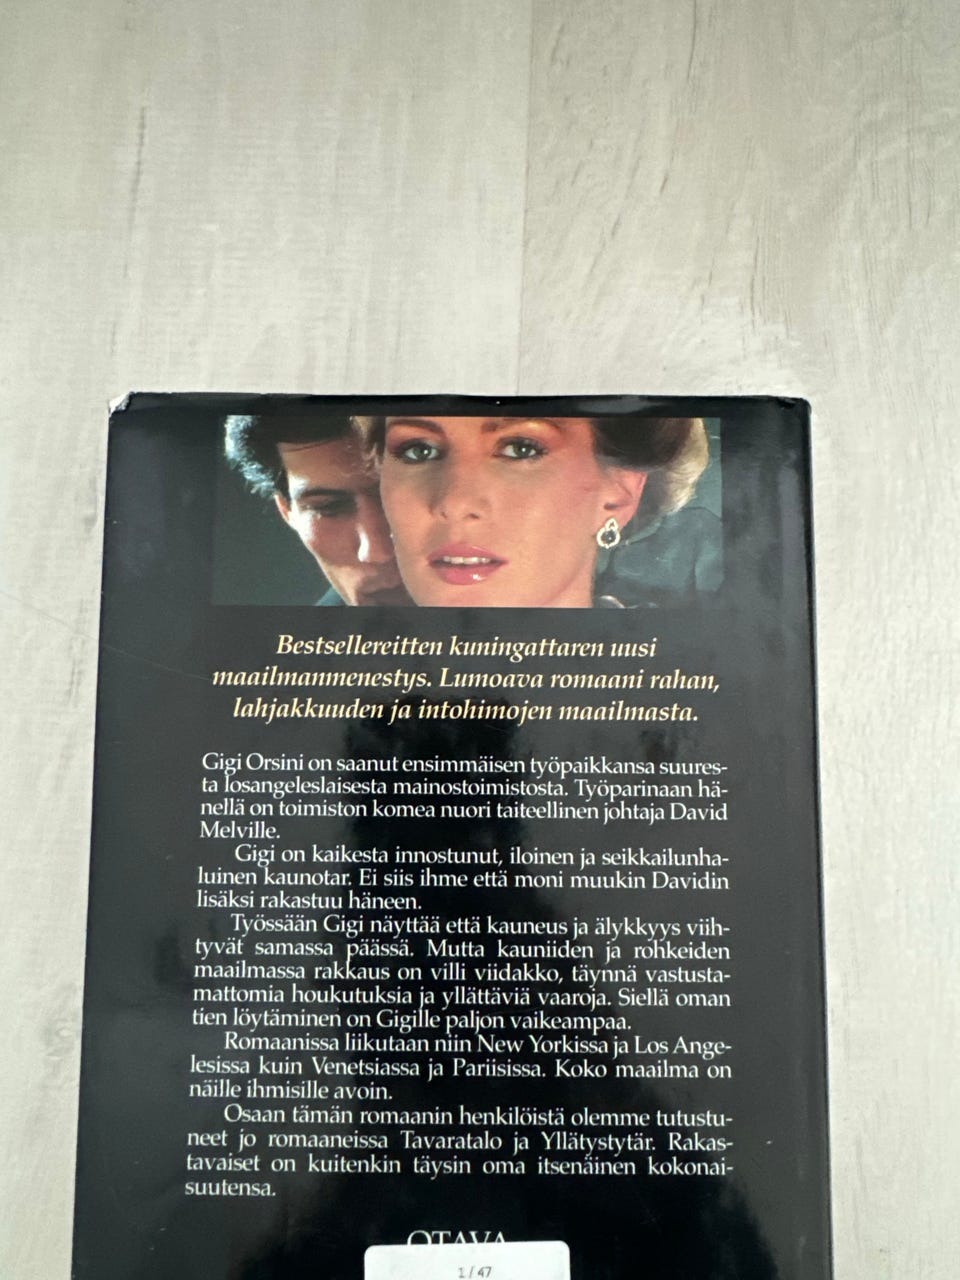 Bestsellereitten kuningattaren uusi
maailmanmenestys. Lumoava romaani rahan,
lahjakkuuden ja intohimojen maailmasta.
Gigi Orsini on saanut ensimmäisen työpaikkansa suures-
ta losangeleslaisesta mainostoimistosta. Työparinaan hä-
nellä on toimiston komea nuori taiteellinen johtaja David
Melville.
Gigi on kaikesta innostunut, iloinen ja seikkailunha-
luinen kaunotar. Ei siis ihme että moni muukin Davidin
lisäksi rakastuu häneen.
Työssään Gigi näyttää että kauneus ja älykkyys viih-
tyvät samassa päässä. Mutta kauniiden ja rohkeiden
maailmassa rakkaus on villi viidakko, täynnä vastusta-
mattomia houkutuksia ja yllättäviä vaaroja. Siellä oman
tien löytäminen on Gigille paljon vaikeampaa.
Romaanissa liikutaan niin New Yorkissa ja Los Ange-
lesissa kuin Venetsiassa ja Pariisissa. Koko maailma on
näille ihmisille avoin.
Osaan tämän romaanin henkilöistä olemme tutustu-
neet jo romaaneissa Tavaratalo ja Yllätystytär. Rakas-
tavaiset on kuitenkin täysin oma itsenäinen kokonai-
suutensa.
OTAVA
1 / 47